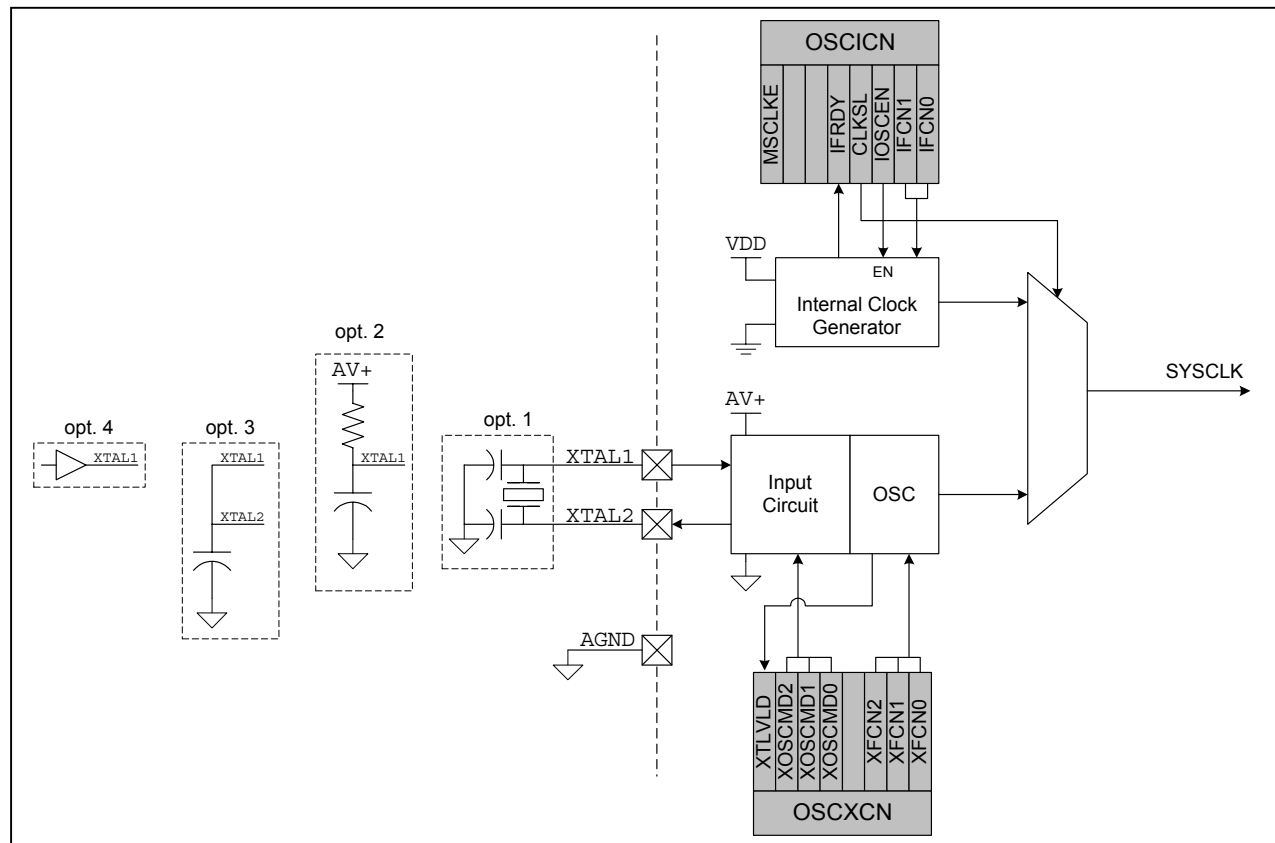 OSCICN
MSCLKE
IFRDY
CLKSL
IOSCEN
IFCN1
IFCN0
VDD
EN
Internal Clock
Generator
opt. 2
AV+
XTAL1
opt. 4
XTAL1
opt. 3
XTAL1
XTAL2
opt. 1
XTAL1
XTAL2
AV+
Input
Circuit
OSC
SYSCLK
AGND
XTLVLD
XOSCMD2
XOSCMD1
XOSCMD0
XFCN2
XFCN1
XFCN0
OSCXCN